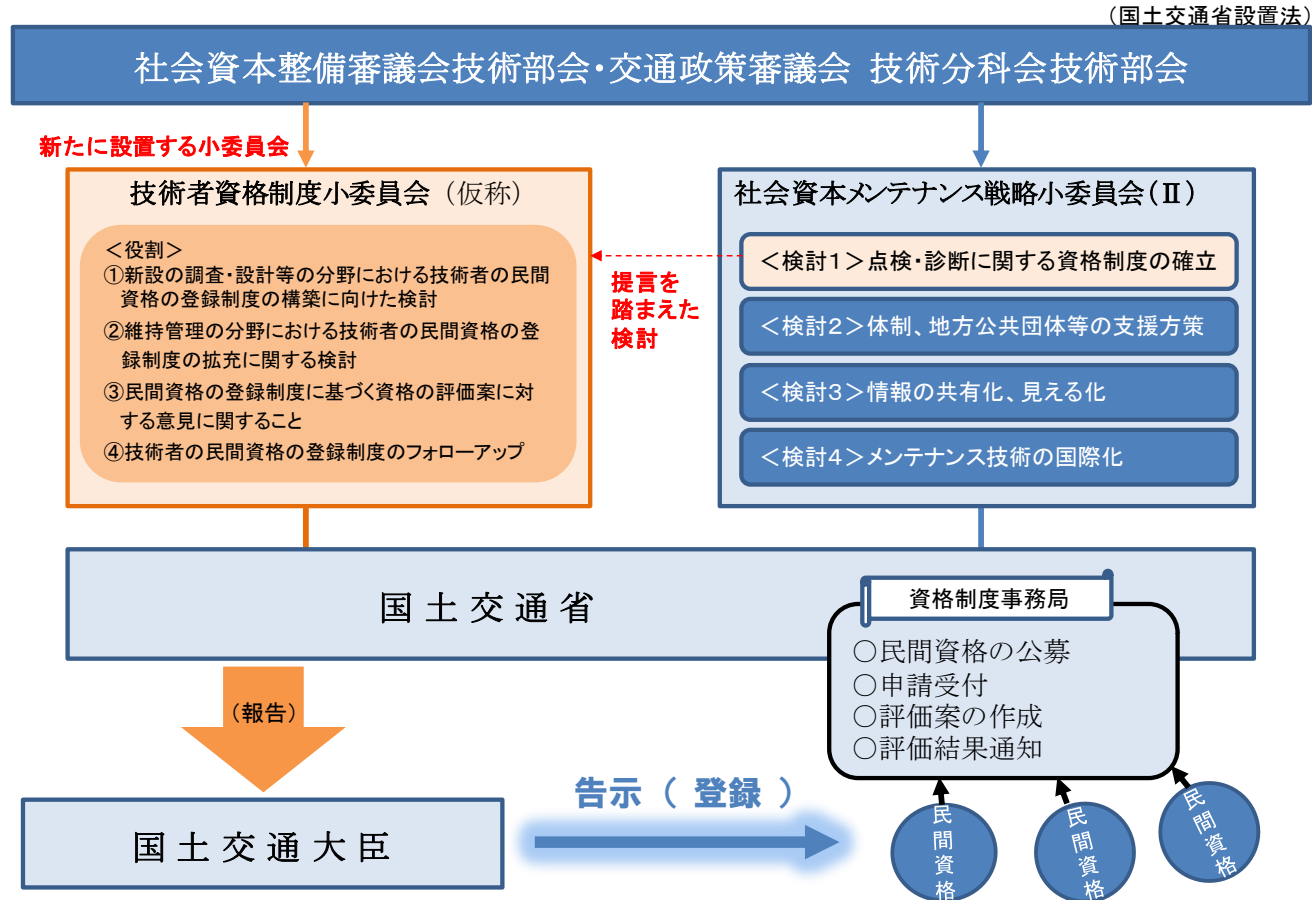 （国土交通省設置法）
社会資本整備審議会技術部会・交通政策審議会 技術分科会技術部会
新たに設置する小委員会
技術者資格制度小委員会（仮称）
＜役割＞
①新設の調査・設計等の分野における技術者の民間
資格の登録制度の構築に向けた検討
②維持管理の分野における技術者の民間資格の登
録制度の拡充に関する検討
③民間資格の登録制度に基づく資格の評価案に対
する意見に関すること
④技術者の民間資格の登録制度のフォローアップ
提言を
踏まえた
検討
社会資本メンテナンス戦略小委員会（Ⅱ）
＜検討１＞点検・診断に関する資格制度の確立
＜検討２＞体制、地方公共団体等の支援方策
＜検討３＞情報の共有化、見える化
＜検討４＞メンテナンス技術の国際化
国土交通省
資格制度事務局
○民間資格の公募
○申請受付
○評価案の作成
○評価結果通知
（報告）
国土交通大臣
告示（ 登録 ）
民間資格
民間資格
民間資格